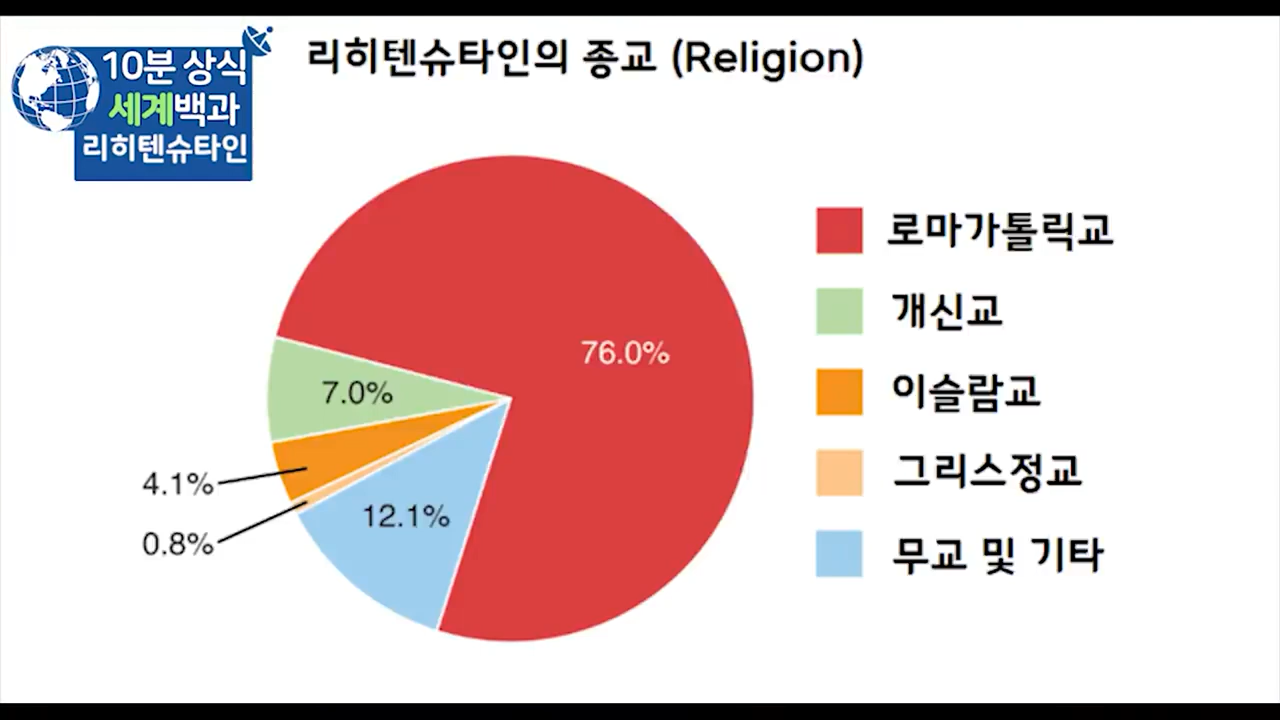 10분 상식
세계백과
리히텐슈타인
리히텐슈타인의 종교 (Religion)
76.0%
7.0%
4.1%
0.8%
12.1%
로마가톨릭교
개신교
이슬람교
그리스정교
무교 및 기타